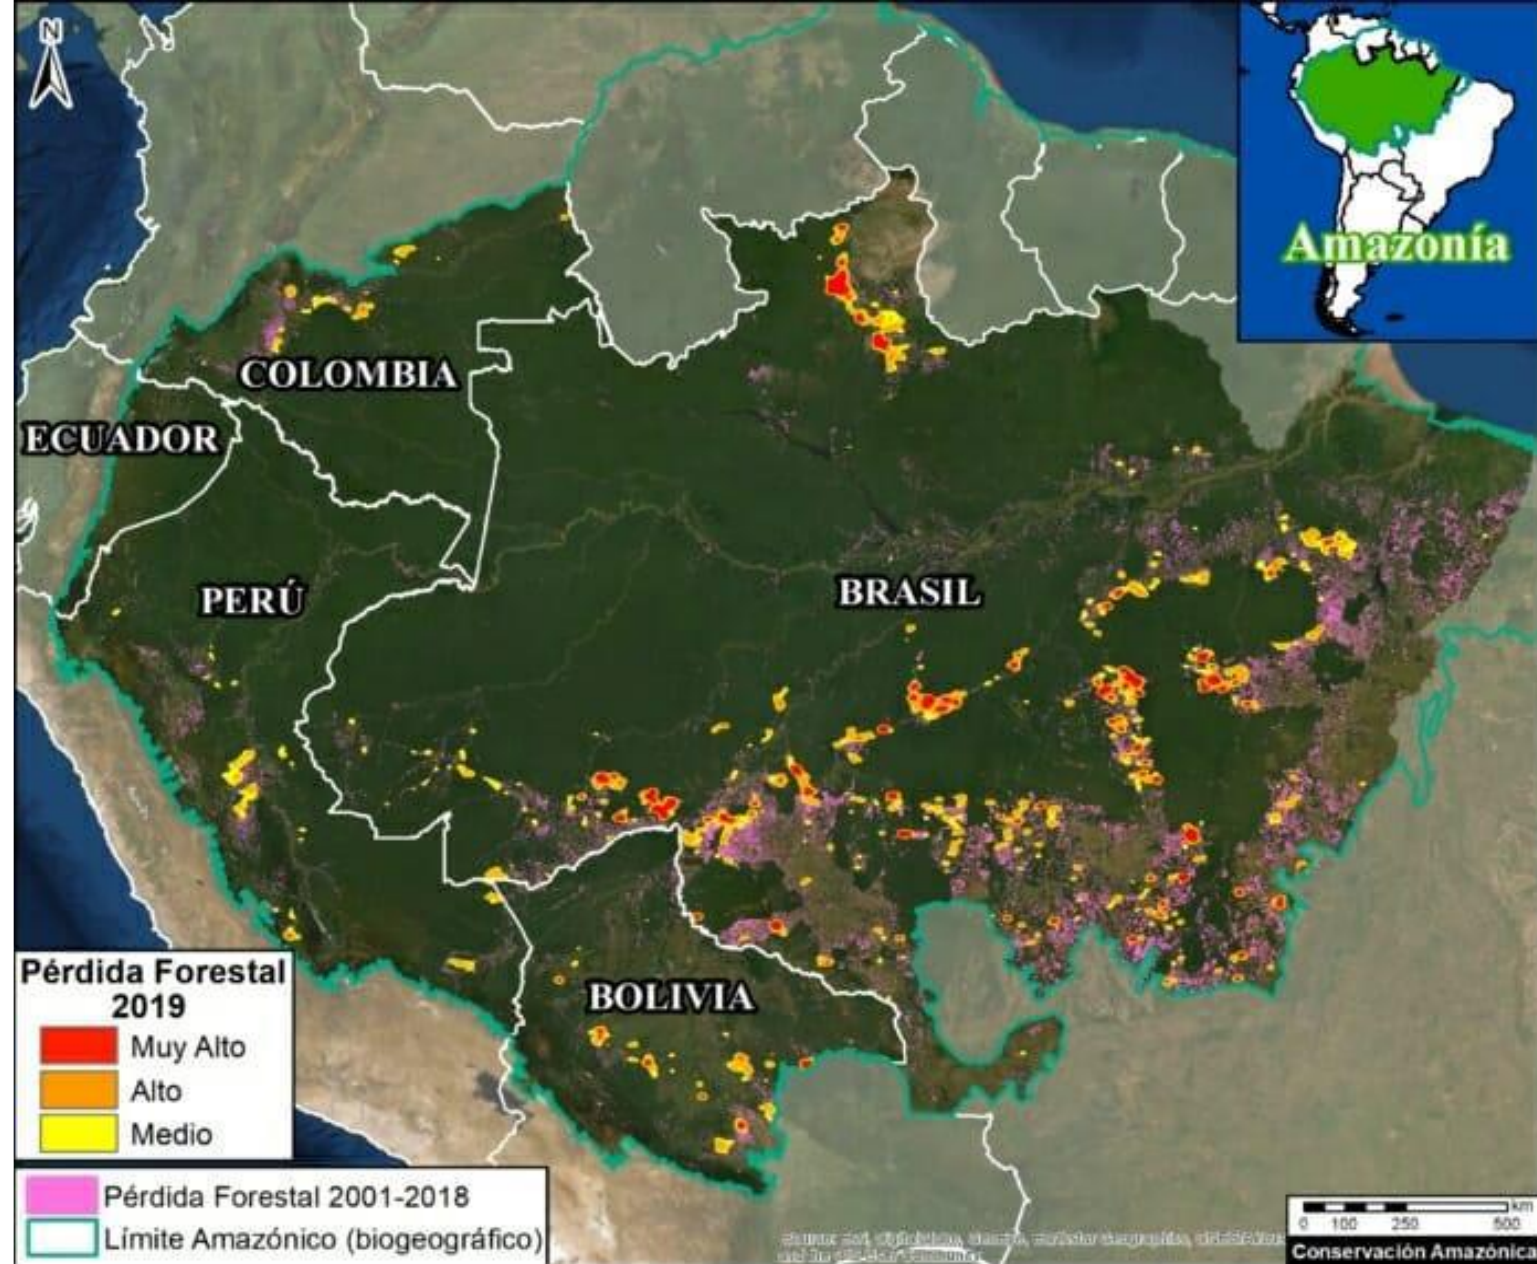 N
Amazonía
COLOMBIA
ECUADOR
PERÚ
BRASIL
BOLIVIA
Pérdida Forestal
2019
Muy Alto
Alto
Medio
Pérdida Forestal 2001-2018
Límite Amazónico (biogeográfico)
km
0 100 250 500
Conservación Amazónica